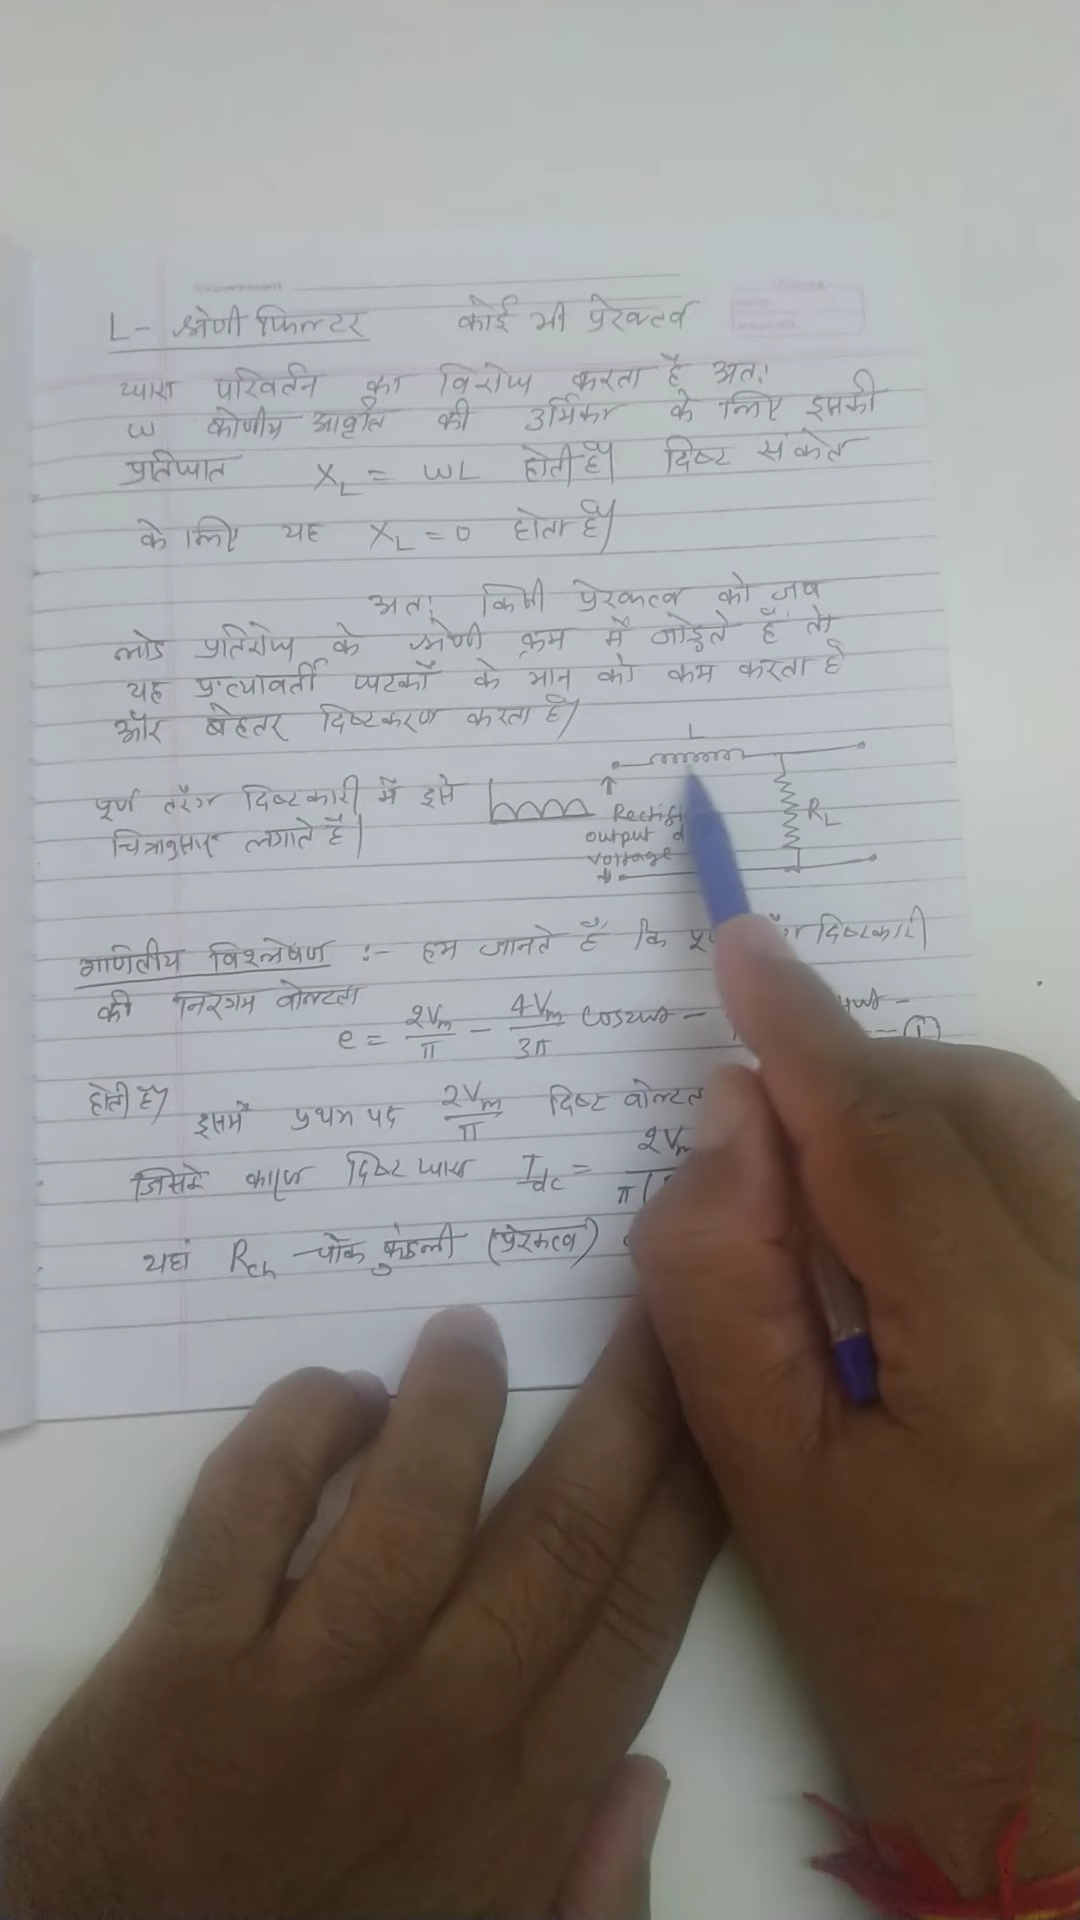 L- श्रेणी फिल्टर कोई भी प्रेरकत्व
धारा परिवर्तन का विरोध करता है अतः
ω कोणीय आवृति की उर्मिका के लिए इसकी
प्रतिघात X_L = ωL होती है। दिष्ट संकेत
के लिए यह X_L = 0 होता है।
अतः किसी प्रेरकत्व को जब
लोड प्रतिरोध के श्रेणी क्रम में जोड़ते हैं, तो
यह प्रत्यावर्ती घटकों के मान को कम करता है
और बेहतर दिष्टकरण करता है।
L
पूर्ण तरंग दिष्टकारी में इसे
चित्रानुसार लगाते हैं।
output
voltage
R_L
गणितीय विश्लेषण :- हम जानते हैं कि दिष्टकारी
की निरगम वोल्टता
e = 2V_m/π - 4V_m/3π cos2ωt - -- ①
होती है।
इसमें प्रथम पद 2V_m/π दिष्ट
जिसके कारण दिष्ट धारा I_dc =
यहां R_ch - चोक कुंडली (प्रेरकत्व)